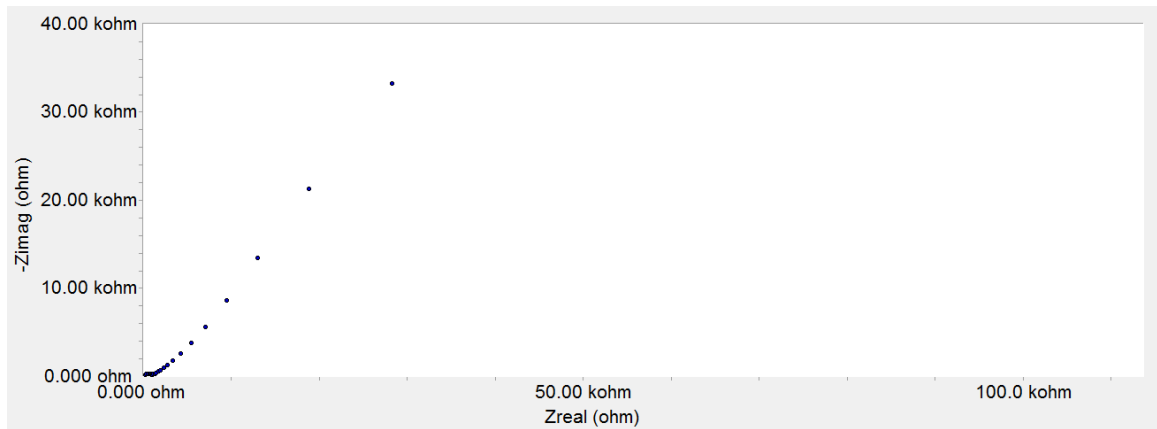 40.00 kohm
30.00 kohm
20.00 kohm
10.00 kohm
0.000 ohm
-Zimag (ohm)
0.000 ohm
50.00 kohm
100.0 kohm
Zreal (ohm)